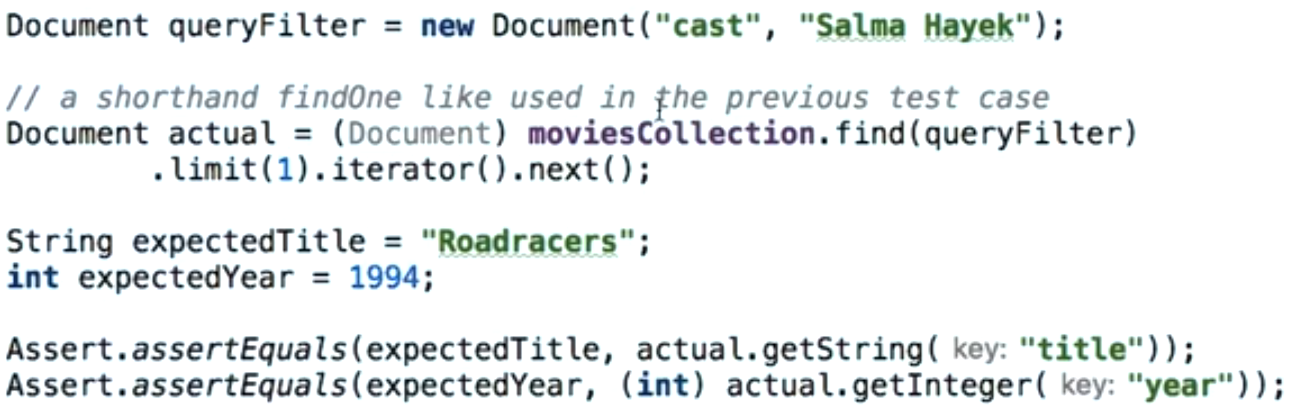 Document queryFilter = new Document("cast", "Salma Hayek");
// a shorthand findOne like used in the previous test case
Document actual = (Document) moviesCollection.find(queryFilter)
.limit(1).iterator().next();
String expectedTitle = "Roadracers";
int expectedYear = 1994;
Assert.assertEquals(expectedTitle, actual.getString( key: "title"));
Assert.assertEquals(expectedYear, (int) actual.getInteger( key: "year"));